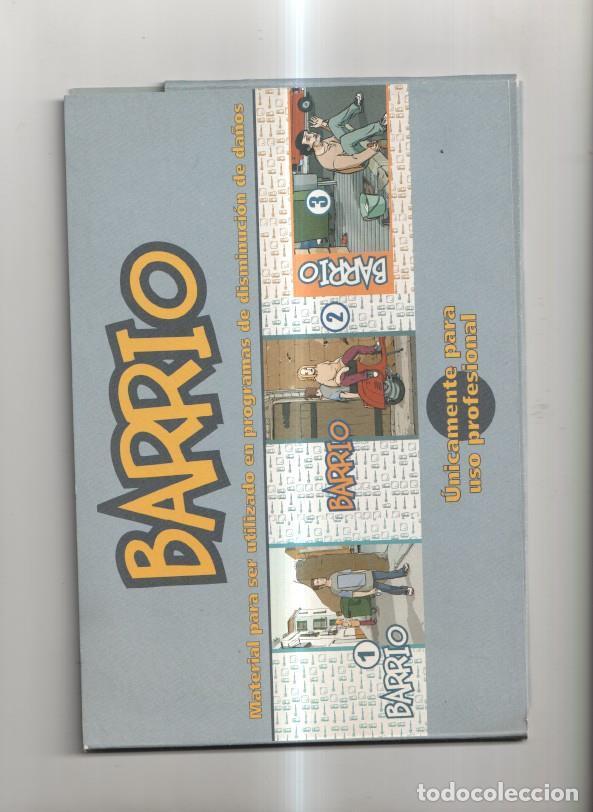 BARRIO
Material para ser utilizado en programas de disminución de daños
1
BARRIO
BARRIO
2
BARRIO
3
Únicamente para
uso profesional
todocoleccion